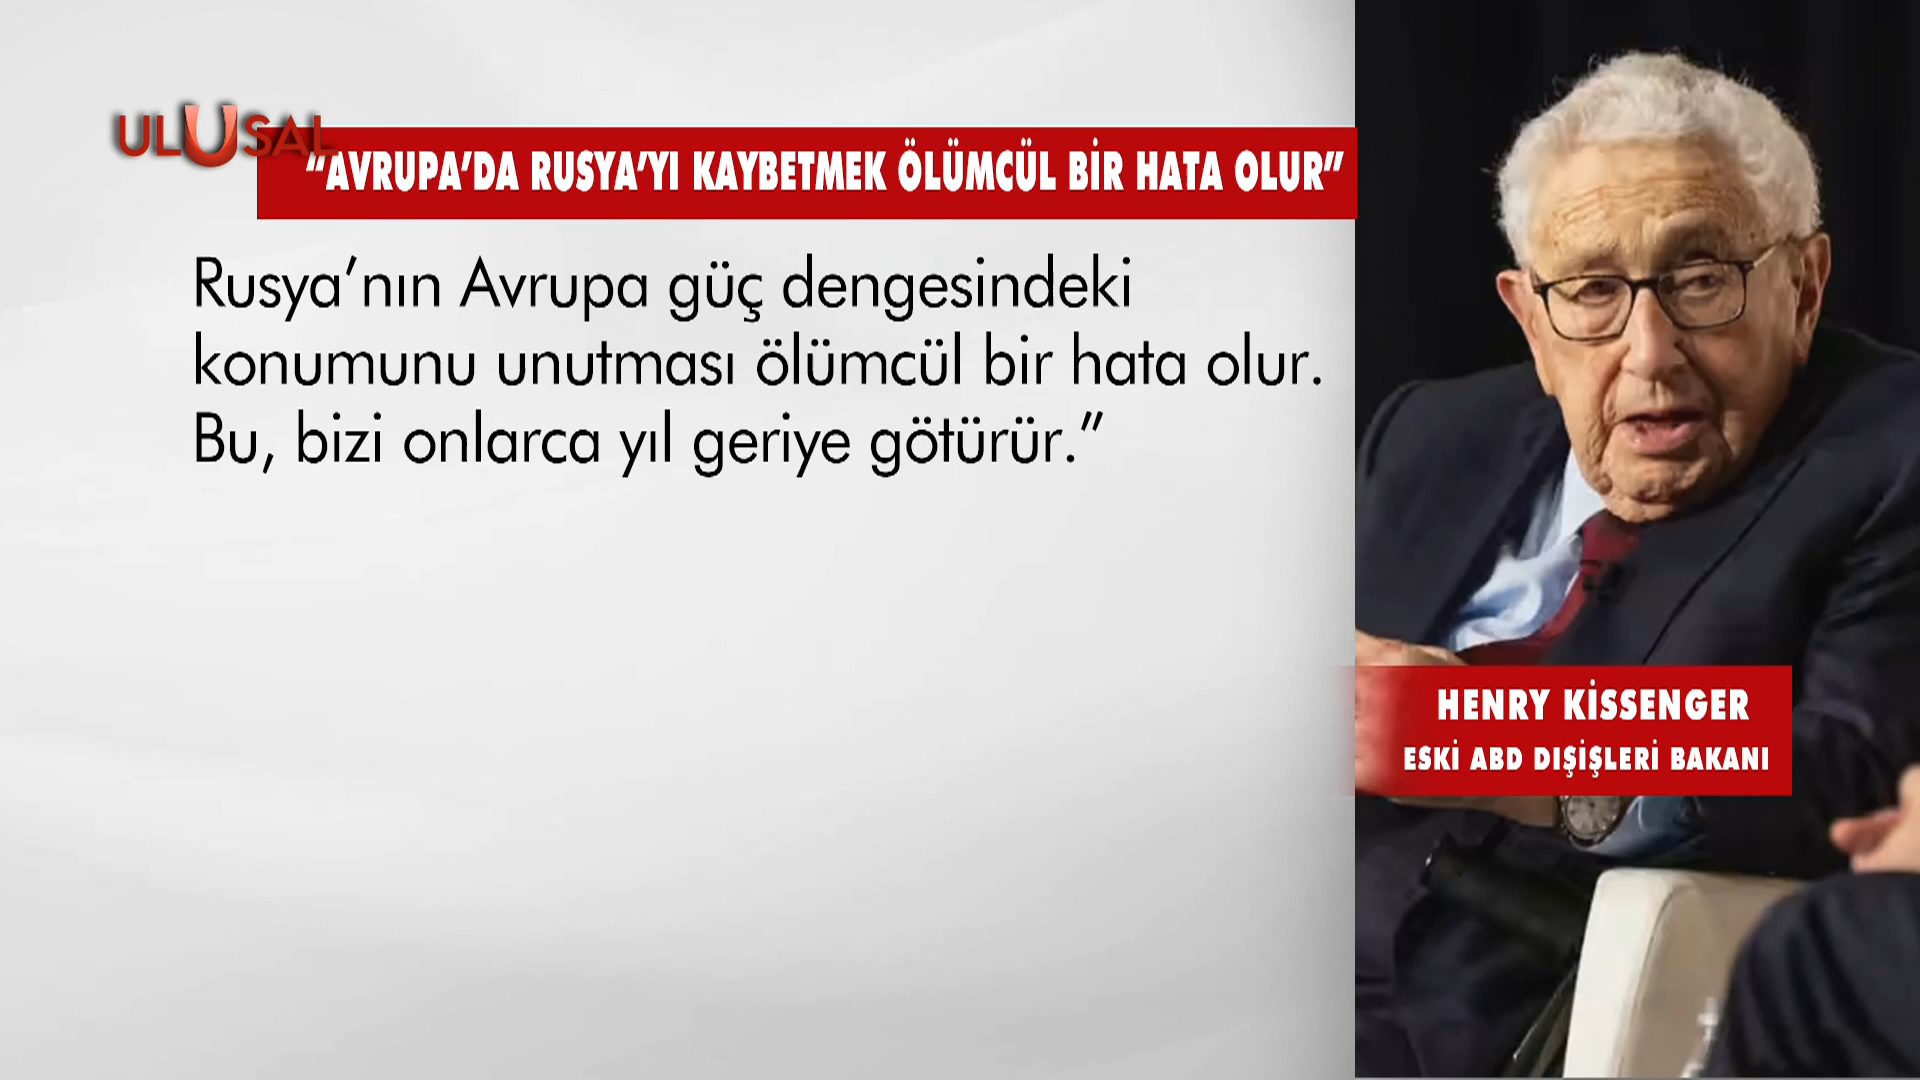 ULUSAL
“AVRUPA’DA RUSYA’YI KAYBETMEK ÖLÜMCÜL BİR HATA OLUR”
Rusya’nın Avrupa güç dengesindeki
konumunu unutması ölümcül bir hata olur.
Bu, bizi onlarca yıl geriye götürür.”
HENRY KİSSENGER
ESKİ ABD DIŞİŞLERİ BAKANI